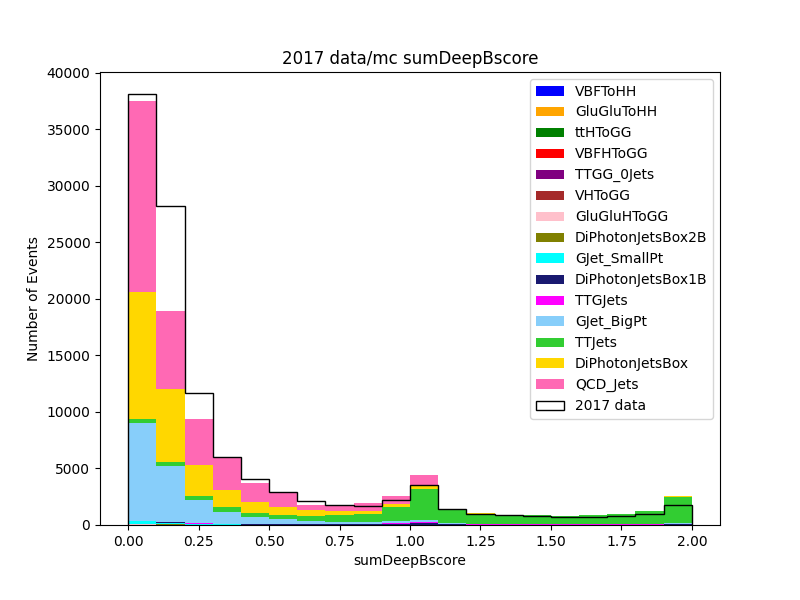 2017 data/mc sumDeepBscore
40000
35000
30000
25000
20000
15000
10000
5000
0
Number of Events
VBFToHH
GluGluToHH
ttHToGG
VBFHToGG
TTGG_0Jets
VHToGG
GluGluHToGG
DiPhotonJetsBox2B
GJet_SmallPt
DiPhotonJetsBox1B
TTGJets
GJet_BigPt
TTJets
DiPhotonJetsBox
QCD_Jets
2017 data
0.00 0.25 0.50 0.75 1.00 1.25 1.50 1.75 2.00
sumDeepBscore